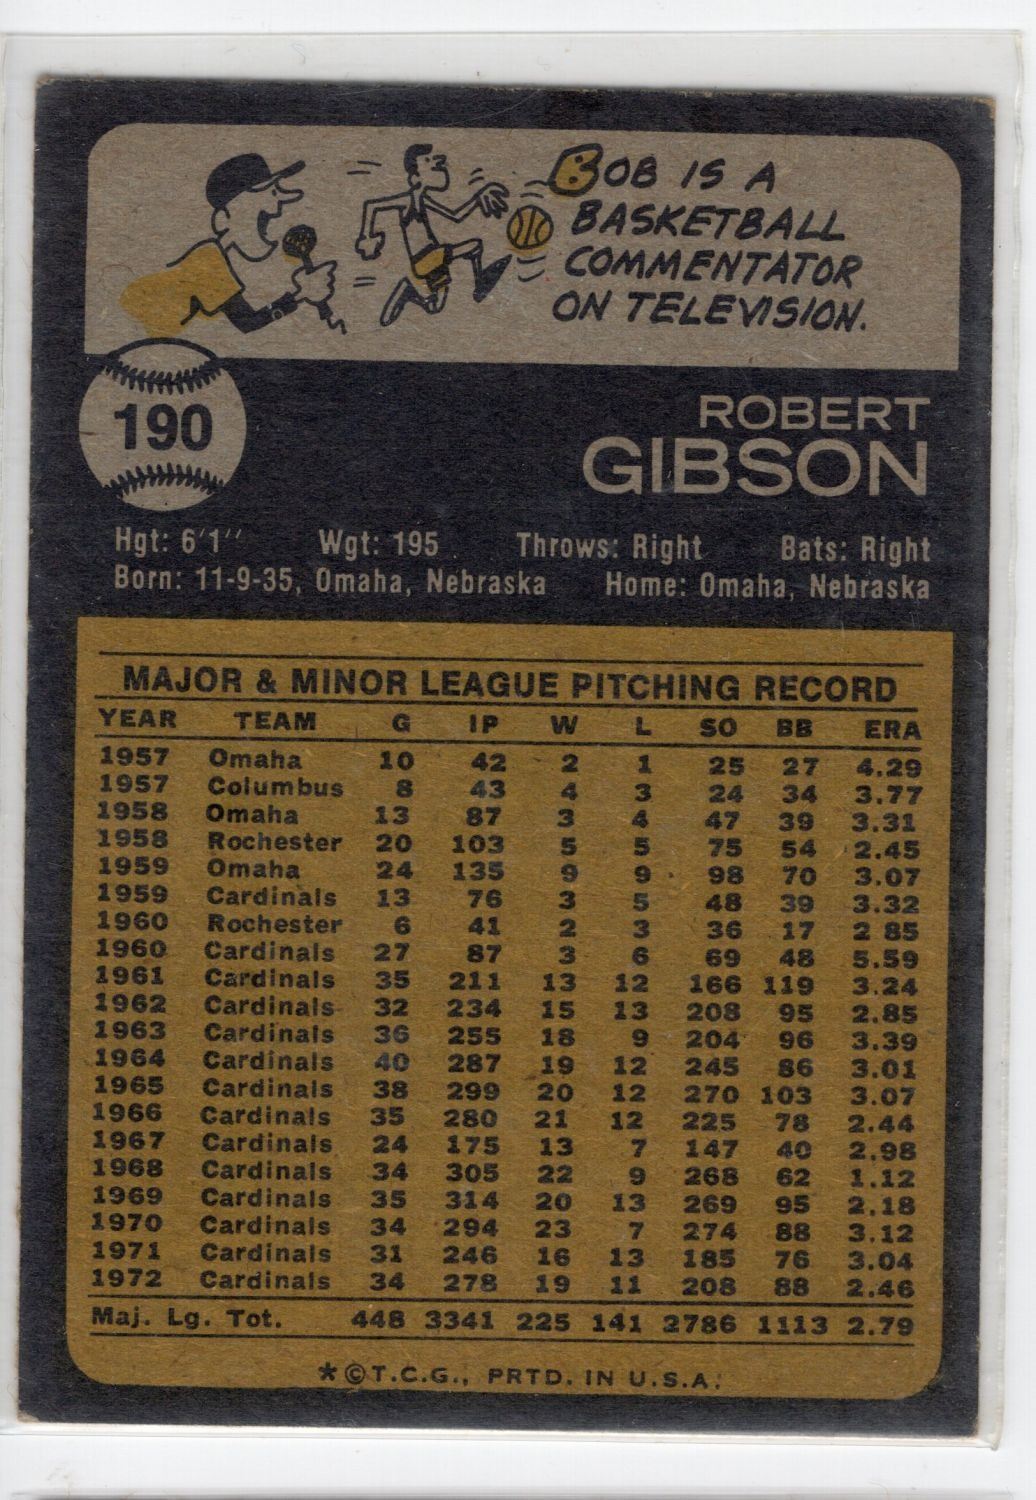 BOB IS A
BASKETBALL
COMMENTATOR
ON TELEVISION.
190
ROBERT
GIBSON
Hgt: 6'1" Wgt: 195 Throws: Right Bats: Right
Born: 11-9-35, Omaha, Nebraska Home: Omaha, Nebraska
MAJOR & MINOR LEAGUE PITCHING RECORD
YEAR TEAM G IP W L SO BB ERA
1957 Omaha 10 42 2 1 25 27 4.29
1957 Columbus 8 43 4 3 24 34 3.77
1958 Omaha 13 87 3 4 47 39 3.31
1958 Rochester 20 103 5 5 75 54 2.45
1959 Omaha 24 135 9 9 98 70 3.07
1959 Cardinals 13 76 3 5 48 39 3.32
1960 Rochester 6 41 2 3 36 17 2 85
1960 Cardinals 27 87 3 6 69 48 5.59
1961 Cardinals 35 211 13 12 166 119 3.24
1962 Cardinals 32 234 15 13 208 95 2.85
1963 Cardinals 36 255 18 9 204 96 3.39
1964 Cardinals 40 287 19 12 245 86 3.01
1965 Cardinals 38 299 20 12 270 103 3.07
1966 Cardinals 35 280 21 12 225 78 2.44
1967 Cardinals 24 175 13 7 147 40 2.98
1968 Cardinals 34 305 22 9 268 62 1.12
1969 Cardinals 35 314 20 13 269 95 2.18
1970 Cardinals 34 294 23 7 274 88 3.12
1971 Cardinals 31 246 16 13 185 76 3.04
1972 Cardinals 34 278 19 11 208 88 2.46
Maj. Lg. Tot. 448 3341 225 141 2786 1113 2.79
*©T.C.G., PRTD. IN U.S.A.